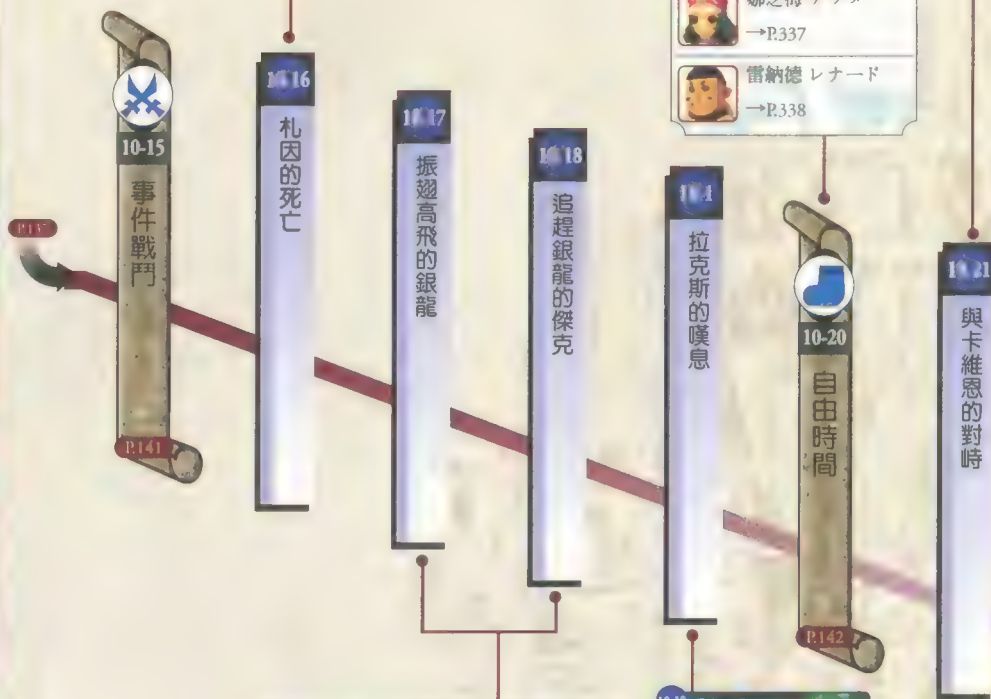 →P.337
雷納德 レナード
→P.338
10-15
事件戰鬥
P.141
10-16
札因的死亡
10-17
振翅高飛的銀龍
10-18
追趕銀龍的傑克
拉克斯的嘆息
10-20
自由時間
P.142
10-21
與卡維恩的對峙